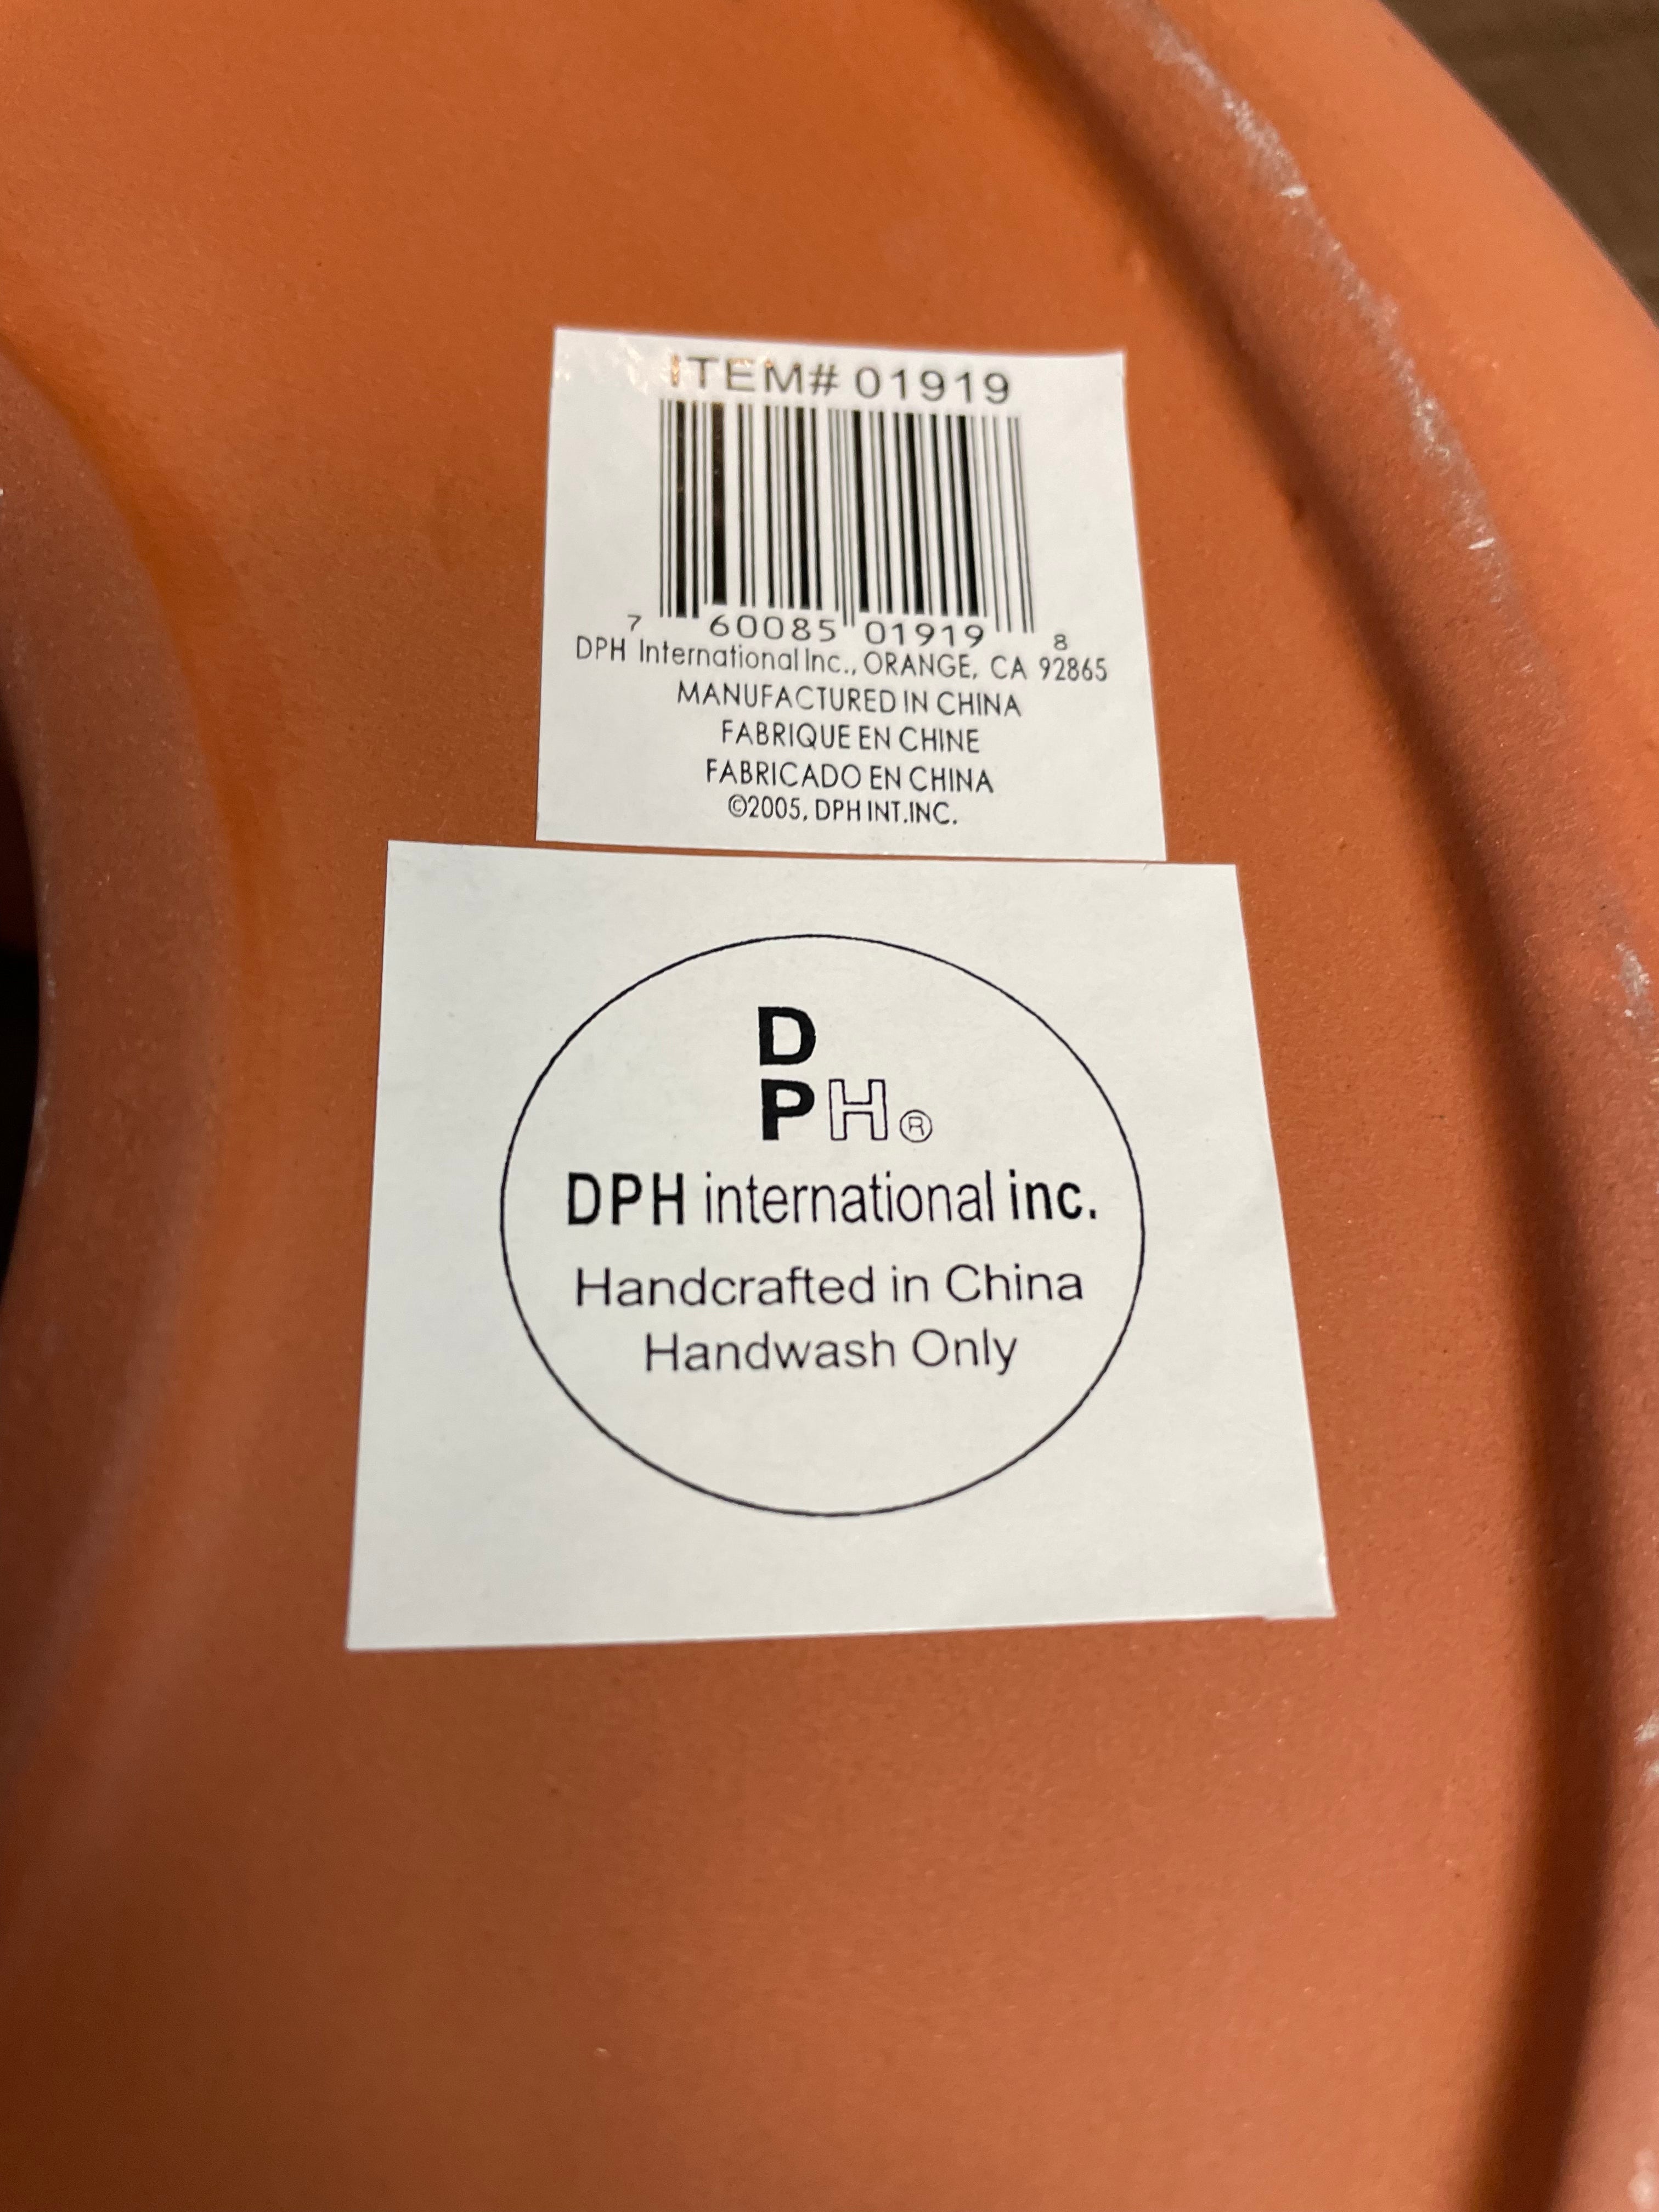 ITEM# 01919
7 60085 01919 8
DPH International Inc., ORANGE, CA 92865
MANUFACTURED IN CHINA
FABRIQUE EN CHINE
FABRICADO EN CHINA
©2005, DPH INT.INC.
D
PH®
DPH international inc.
Handcrafted in China
Handwash Only